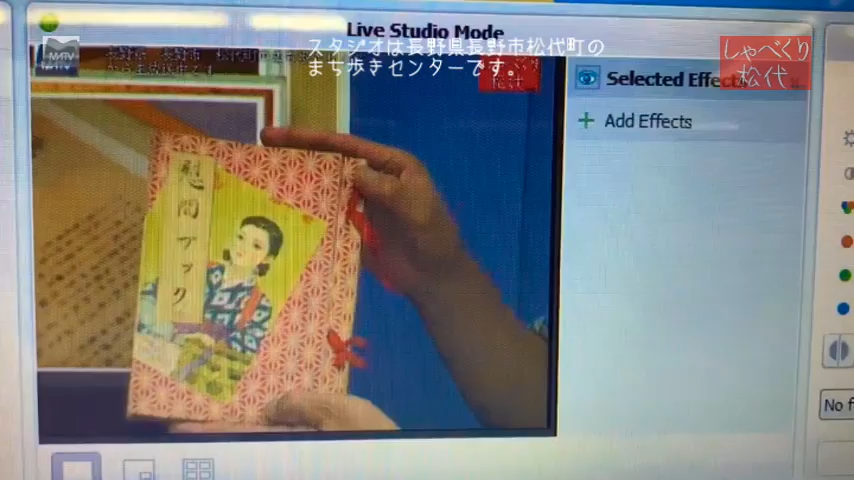 Live Studio Mode
スタジオは長野県長野市松代町の
まち歩きセンターです。
しゃべくり
松代
松代
Selected Effects
Add Effects
慰問ブック
No f